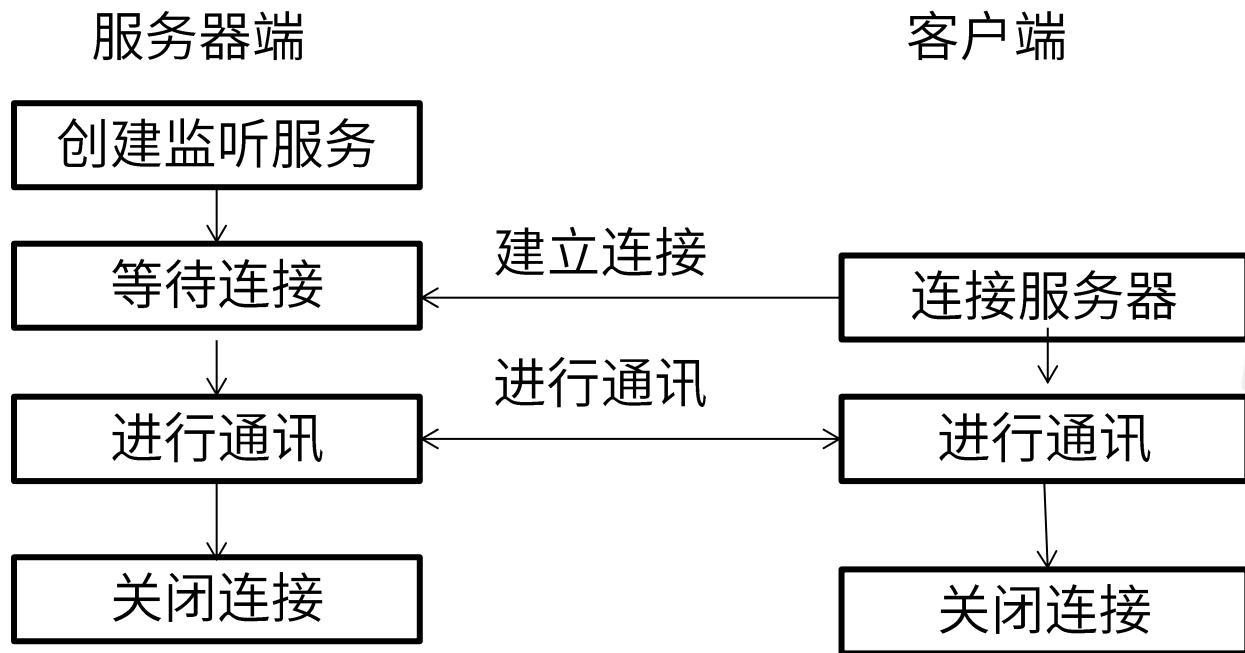 服务器端
客户端
创建监听服务
建立连接
等待连接
连接服务器
进行通讯
进行通讯
进行通讯
关闭连接
关闭连接